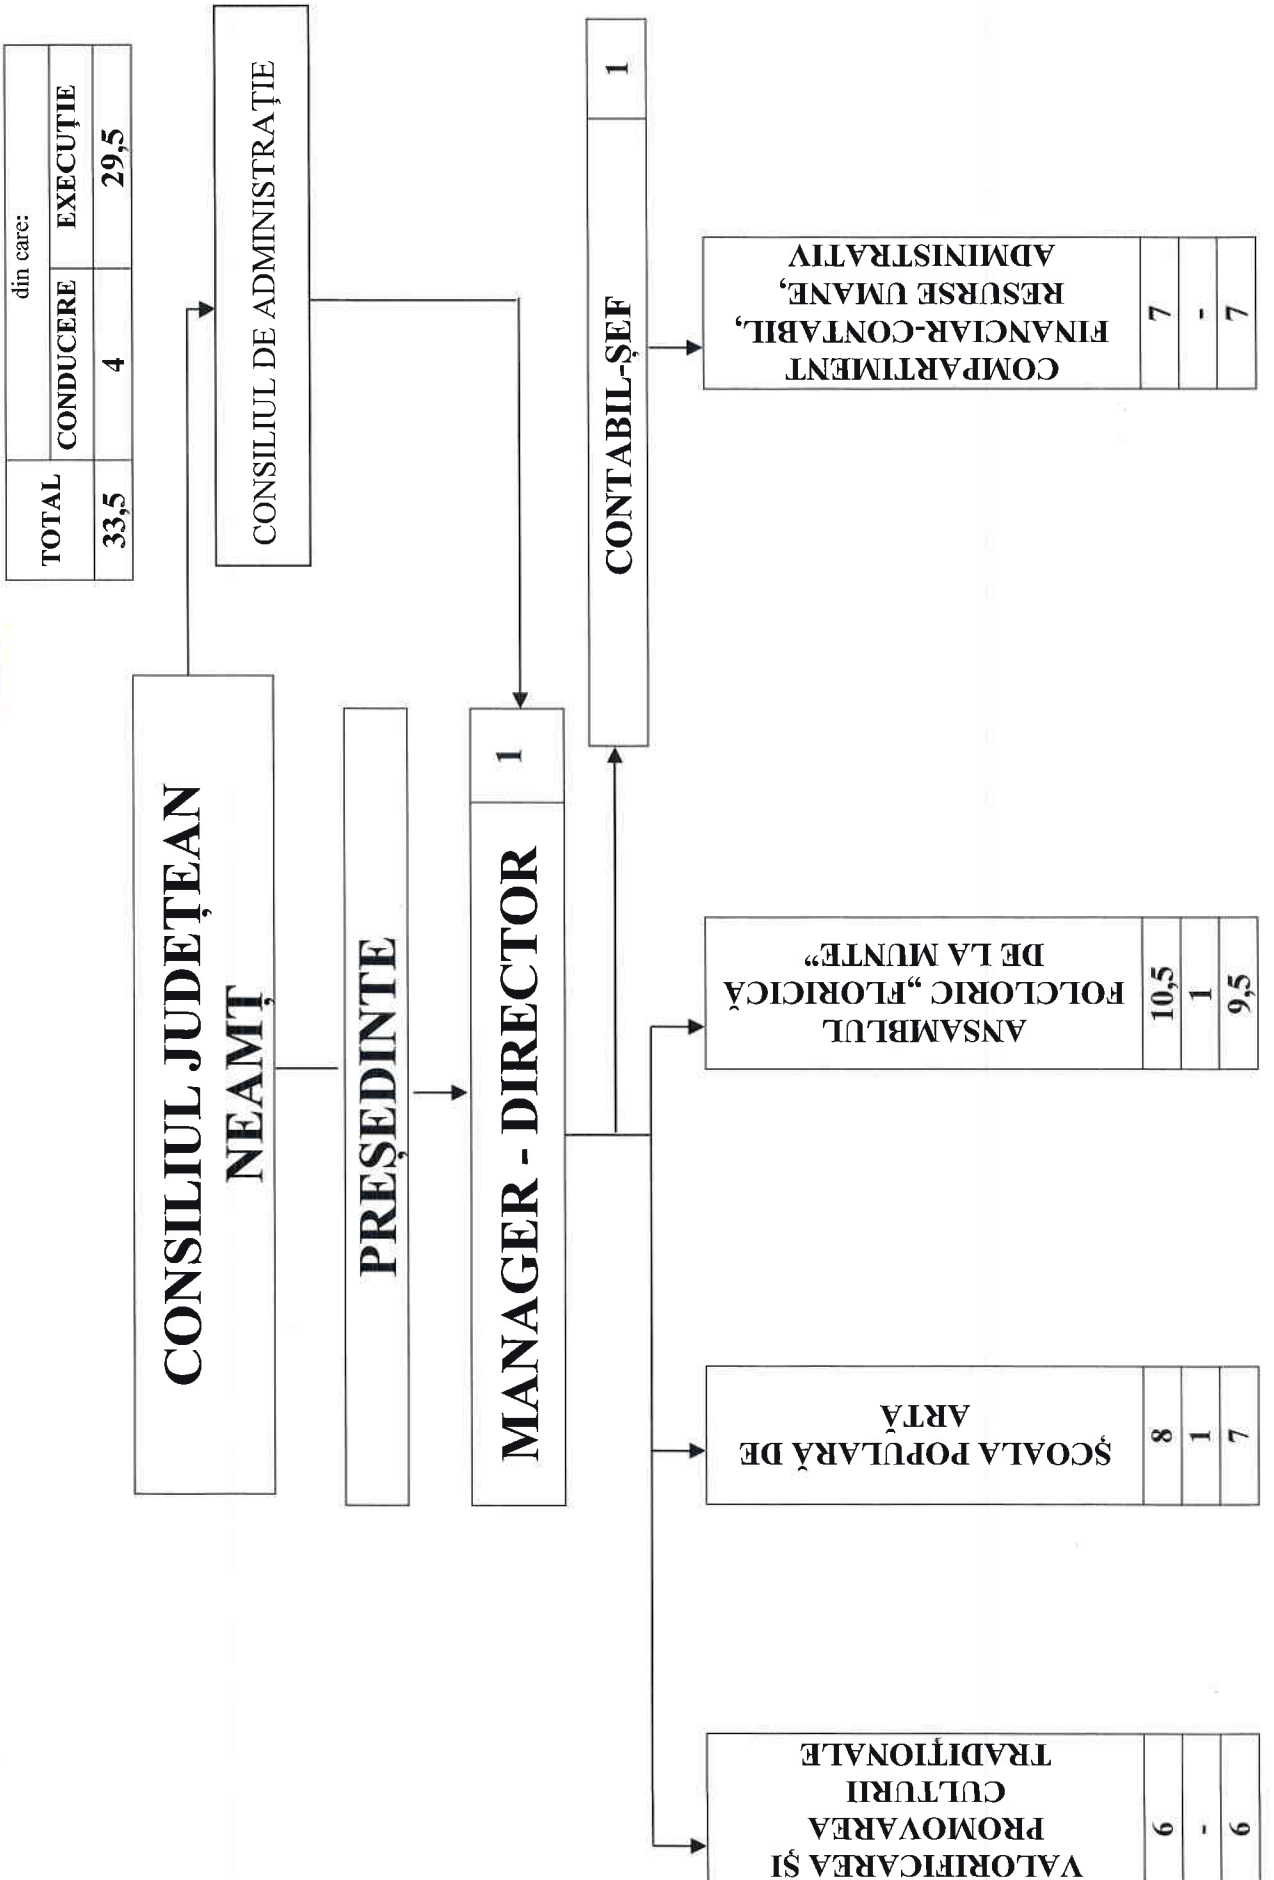 din care:
TOTAL CONDUCERE EXECUȚIE
33,5 4 29,5
CONSILIUL JUDEȚEAN
NEAMȚ
CONSILIUL DE ADMINISTRAȚIE
PREȘEDINTE
MANAGER - DIRECTOR 1
CONTABIL-ȘEF 1
VALORIFICAREA ȘI
PROMOVAREA
CULTURII
TRADIȚIONALE
6
-
6
ȘCOALA POPULARĂ DE
ARTĂ
8
1
7
ANSAMBLUL
FOLCLORIC „FLORICICĂ
DE LA MUNTE”
10,5
1
9,5
COMPARTIMENT
FINANCIAR-CONTABIL,
RESURSE UMANE,
ADMINISTRATIV
7
-
7